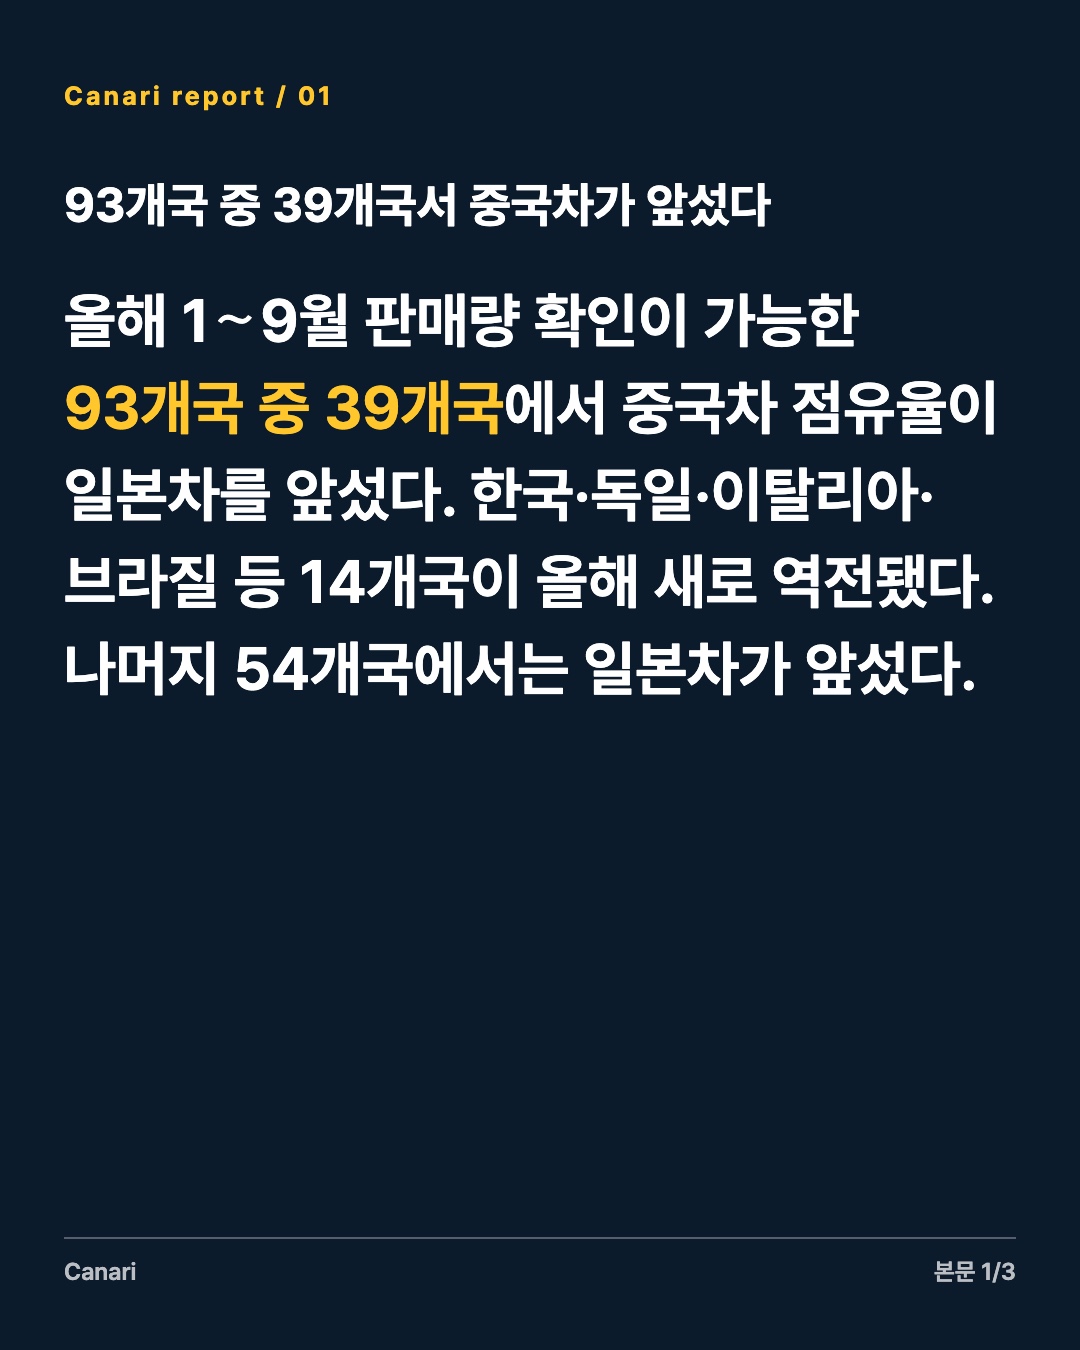 Canari report / 01
93개국 중 39개국서 중국차가 앞섰다
올해 1~9월 판매량 확인이 가능한
93개국 중 39개국에서 중국차 점유율이
일본차를 앞섰다. 한국·독일·이탈리아·
브라질 등 14개국이 올해 새로 역전됐다.
나머지 54개국에서는 일본차가 앞섰다.
Canari
본문 1/3